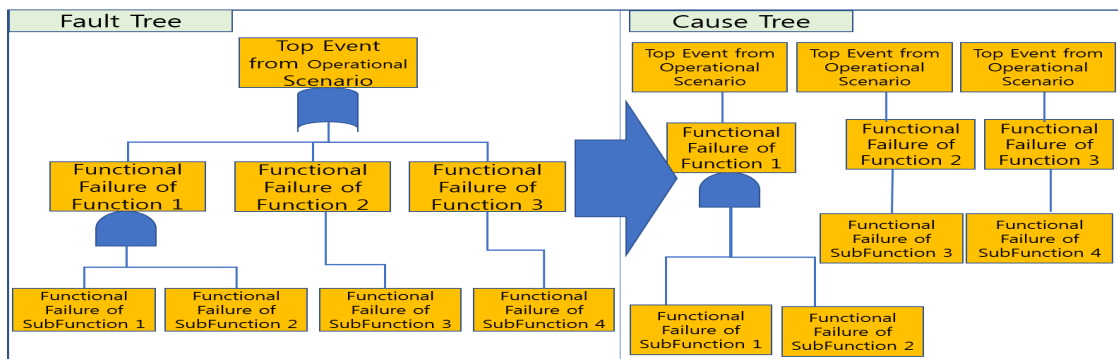 Fault Tree
Top Event
from Operational
Scenario
Functional
Failure of
Function 1
Functional
Failure of
Function 2
Functional
Failure of
Function 3
Functional
Failure of
SubFunction 1
Functional
Failure of
SubFunction 2
Functional
Failure of
SubFunction 3
Functional
Failure of
SubFunction 4
Cause Tree
Top Event from
Operational
Scenario
Top Event from
Operational
Scenario
Top Event from
Operational
Scenario
Functional
Failure of
Function 1
Functional
Failure of
Function 2
Functional
Failure of
Function 3
Functional
Failure of
SubFunction 3
Functional
Failure of
SubFunction 4
Functional
Failure of
SubFunction 1
Functional
Failure of
SubFunction 2